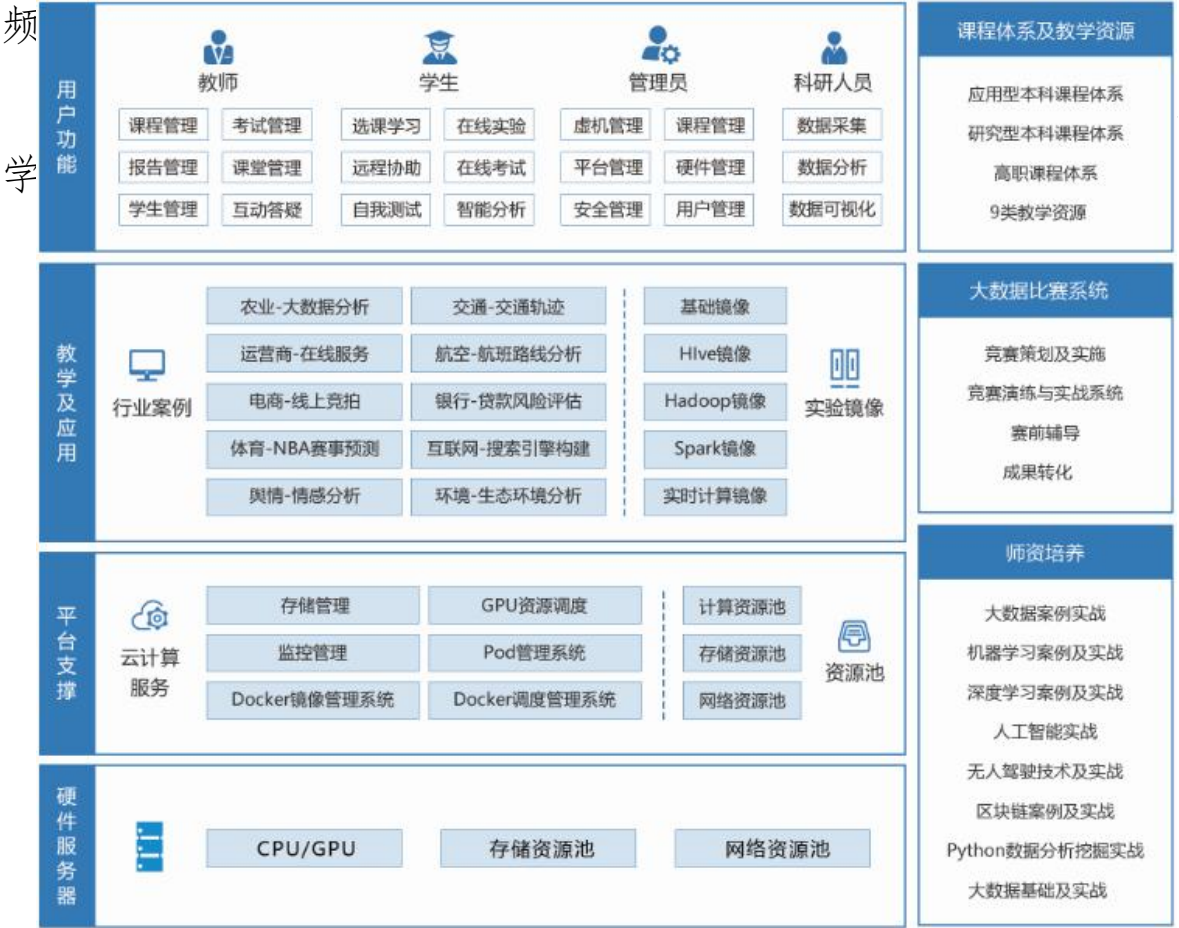 频
学
用户功能
教师
学生
管理员
科研人员
课程管理 考试管理 选课学习 在线实验 虚机管理 课程管理 数据采集
报告管理 课堂管理 远程协助 在线考试 平台管理 硬件管理 数据分析
学生管理 互动答疑 自我测试 智能分析 安全管理 用户管理 数据可视化
教学及应用
行业案例
农业-大数据分析 交通-交通轨迹
运营商-在线服务 航空-航班路线分析
电商-线上竞拍 银行-贷款风险评估
体育-NBA赛事预测 互联网-搜索引擎构建
舆情-情感分析 环境-生态环境分析
基础镜像
HIve镜像
Hadoop镜像
Spark镜像
实时计算镜像
实验镜像
平台支撑
云计算
服务
存储管理 GPU资源调度
监控管理 Pod管理系统
Docker镜像管理系统 Docker调度管理系统
计算资源池
存储资源池
网络资源池
资源池
硬件服务器
CPU/GPU 存储资源池 网络资源池
课程体系及教学资源
应用型本科课程体系
研究型本科课程体系
高职课程体系
9类教学资源
大数据比赛系统
竞赛策划及实施
竞赛演练与实战系统
赛前辅导
成果转化
师资培养
大数据案例实战
机器学习案例及实战
深度学习案例及实战
人工智能实战
无人驾驶技术及实战
区块链案例及实战
Python数据分析挖掘实战
大数据基础及实战